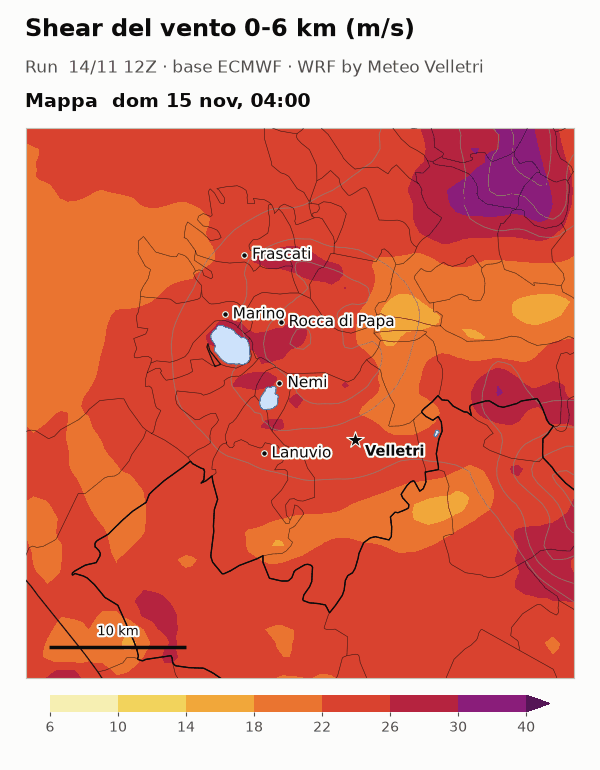 Shear del vento 0-6 km (m/s)
Run  14/11 12Z · base ECMWF · WRF by Meteo Velletri
Mappa  dom 15 nov, 04:00
Frascati
Marino
Rocca di Papa
Nemi
Velletri
Lanuvio
10 km
6 10 14 18 22 26 30 40